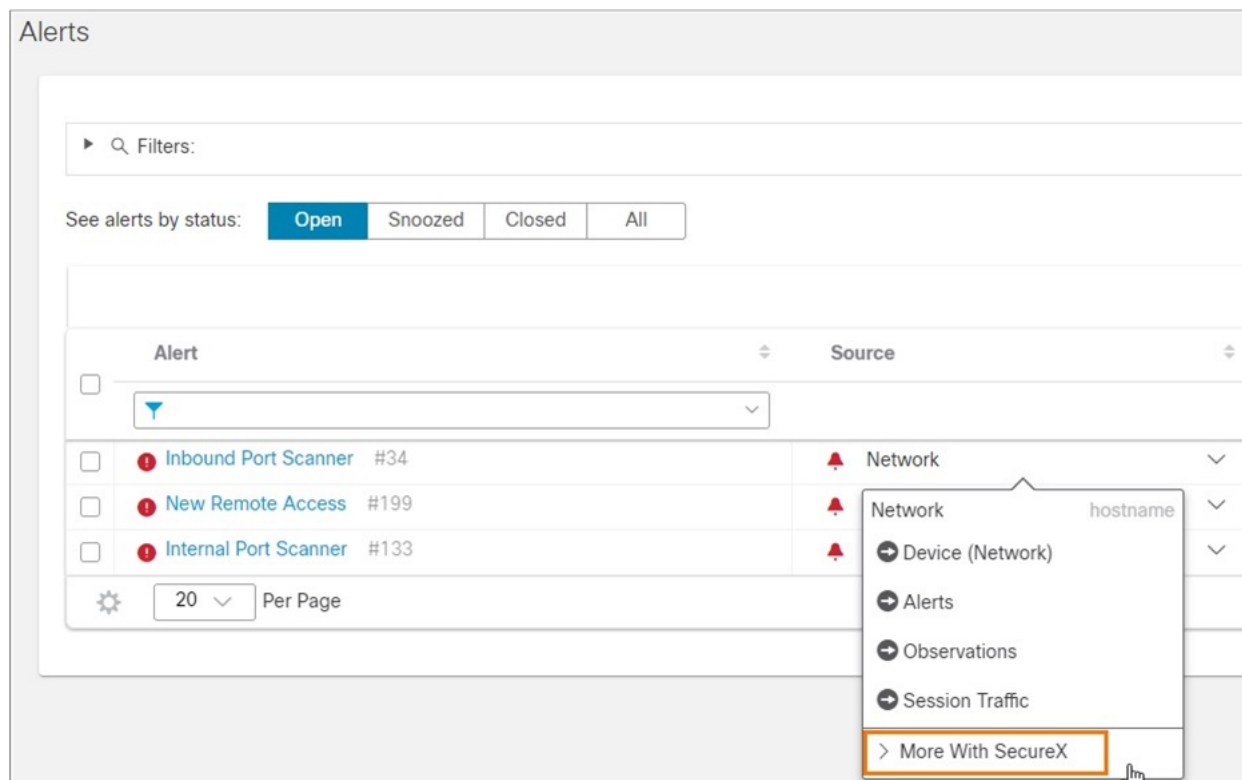 Alerts
Filters:
See alerts by status: Open Snoozed Closed All
Alert Source
Inbound Port Scanner #34 Network
New Remote Access #199
Network hostname
Internal Port Scanner #133
Device (Network)
20 Per Page
Alerts
Observations
Session Traffic
More With SecureX